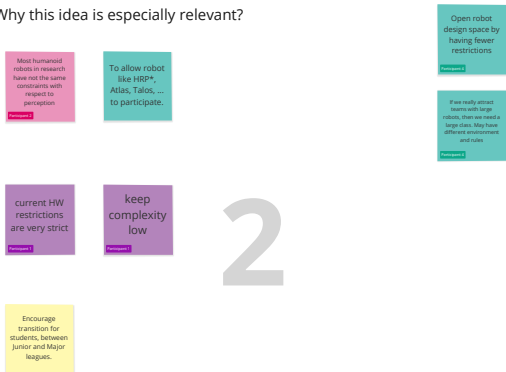 Why this idea is especially relevant?
Most humanoid
robots in research
have not the same
constraints with
respect to
perception
Participant 2
To allow robot
like HRP*,
Atlas, Talos, ...
to participate.
Open robot
design space by
having fewer
restrictions
If we really attract
teams with large
robots, then we need a
large class. May have
different environment
and rules
current HW
restrictions
are very strict
Participant 1
keep
complexity
low
Participant 1
2
Encourage
transition for
students, between
Junior and Major
leagues.